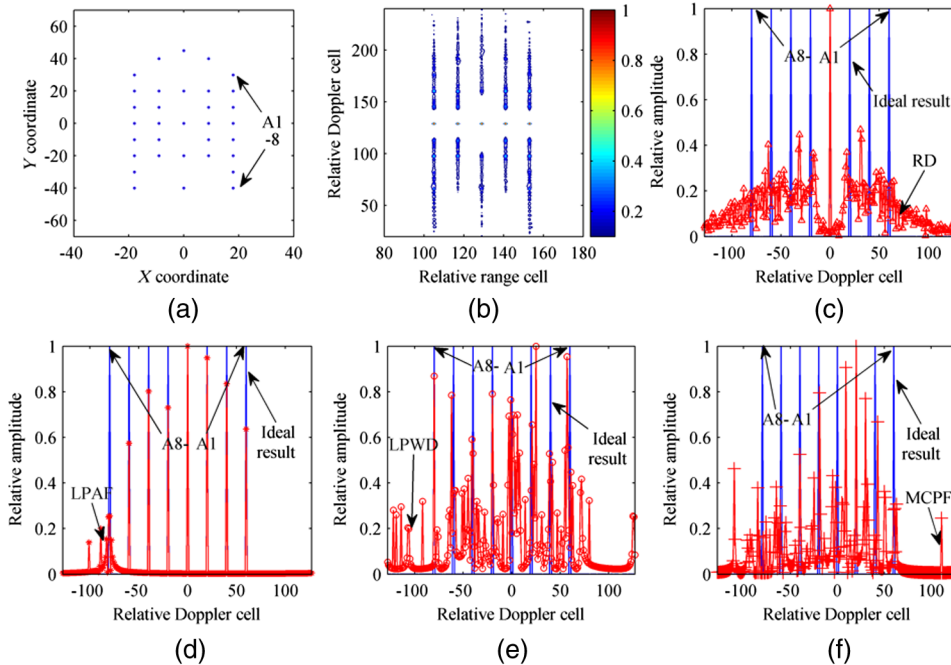 60
40
20
0
-20
-40
-60
-40
-20
0
20
40
Y coordinate
X coordinate
A1
-8
(a)
200
150
100
50
80
100
120
140
160
180
Relative Doppler cell
Relative range cell
1
0.8
0.6
0.4
0.2
(b)
1
0.8
0.6
0.4
0.2
0
-100
-50
0
50
100
Relative amplitude
Relative Doppler cell
A8- A1
Ideal result
RD
(c)
1
0.8
0.6
0.4
0.2
0
-100
-50
0
50
100
Relative amplitude
Relative Doppler cell
A8- A1
Ideal
result
LPAF
(d)
1
0.8
0.6
0.4
0.2
0
-100
-50
0
50
100
Relative amplitude
Relative Doppler cell
A8- A1
LPWD
Ideal
result
(e)
1
0.8
0.6
0.4
0.2
0
-100
-50
0
50
100
Relative amplitude
Relative Doppler cell
A8- A1
Ideal
result
MCPF
(f)